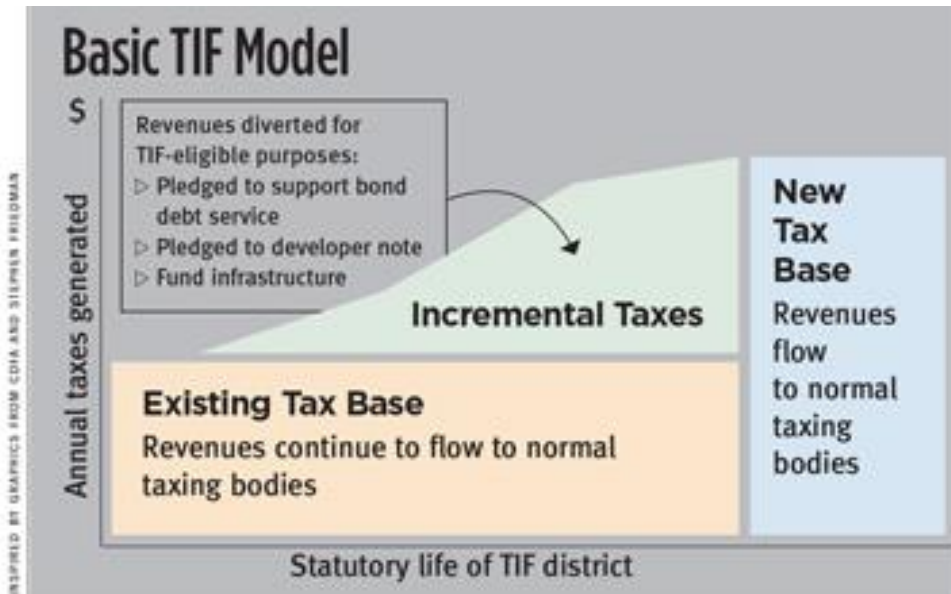 Basic TIF Model
$
Revenues diverted for
TIF-eligible purposes:
▷ Pledged to support bond
debt service
▷ Pledged to developer note
▷ Fund infrastructure
Annual taxes generated
Incremental Taxes
Existing Tax Base
Revenues continue to flow to normal
taxing bodies
New
Tax
Base
Revenues
flow
to normal
taxing
bodies
Statutory life of TIF district
INSPIRED BY GRAPHICS FROM CDIA AND STEPHEN FRIEDMAN